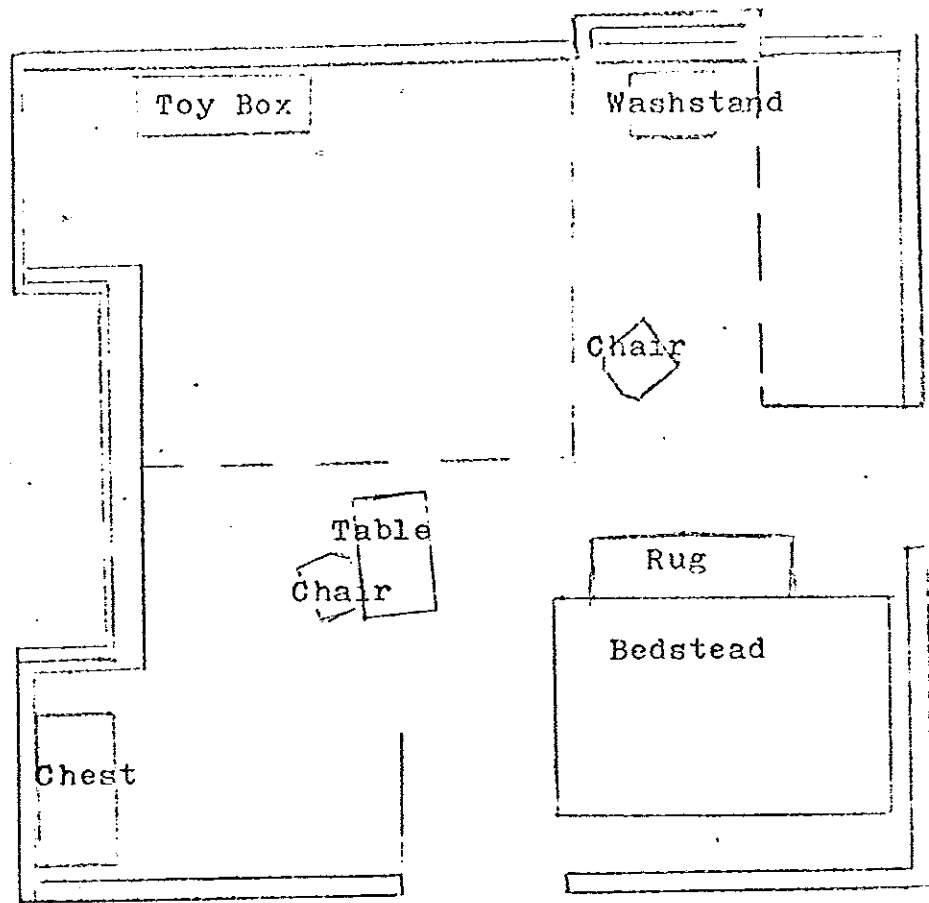 Toy Box
Washstand
Chair
Table
Chair
Rug
Bedstead
Chest